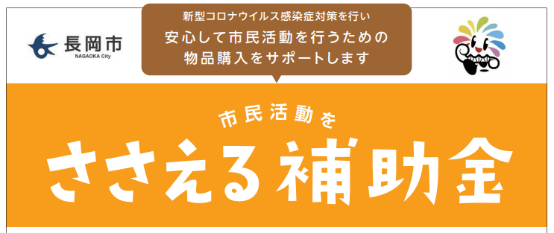 新型コロナウイルス感染症対策を行い
安心して市民活動を行うための
物品購入をサポートします
長岡市
NAGAOKA City
市民活動を
ささえる補助金